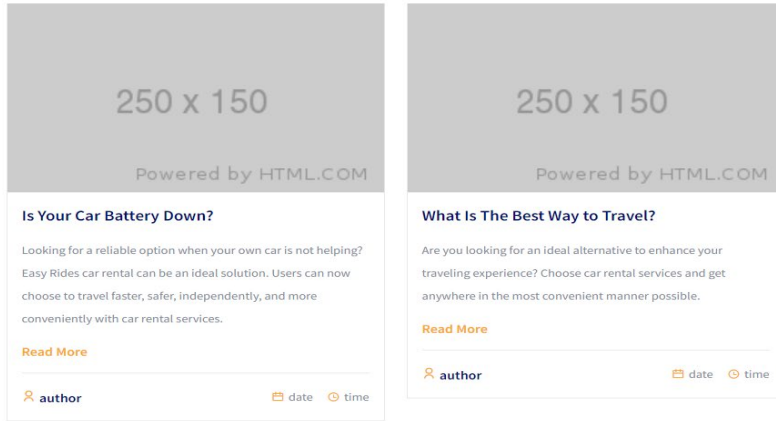 250 x 150
Powered by HTML.COM
Is Your Car Battery Down?
Looking for a reliable option when your own car is not helping?
Easy Rides car rental can be an ideal solution. Users can now
choose to travel faster, safer, independently, and more
conveniently with car rental services.
Read More
author
date
time
250 x 150
Powered by HTML.COM
What Is The Best Way to Travel?
Are you looking for an ideal alternative to enhance your
traveling experience? Choose car rental services and get
anywhere in the most convenient manner possible.
Read More
author
date
time